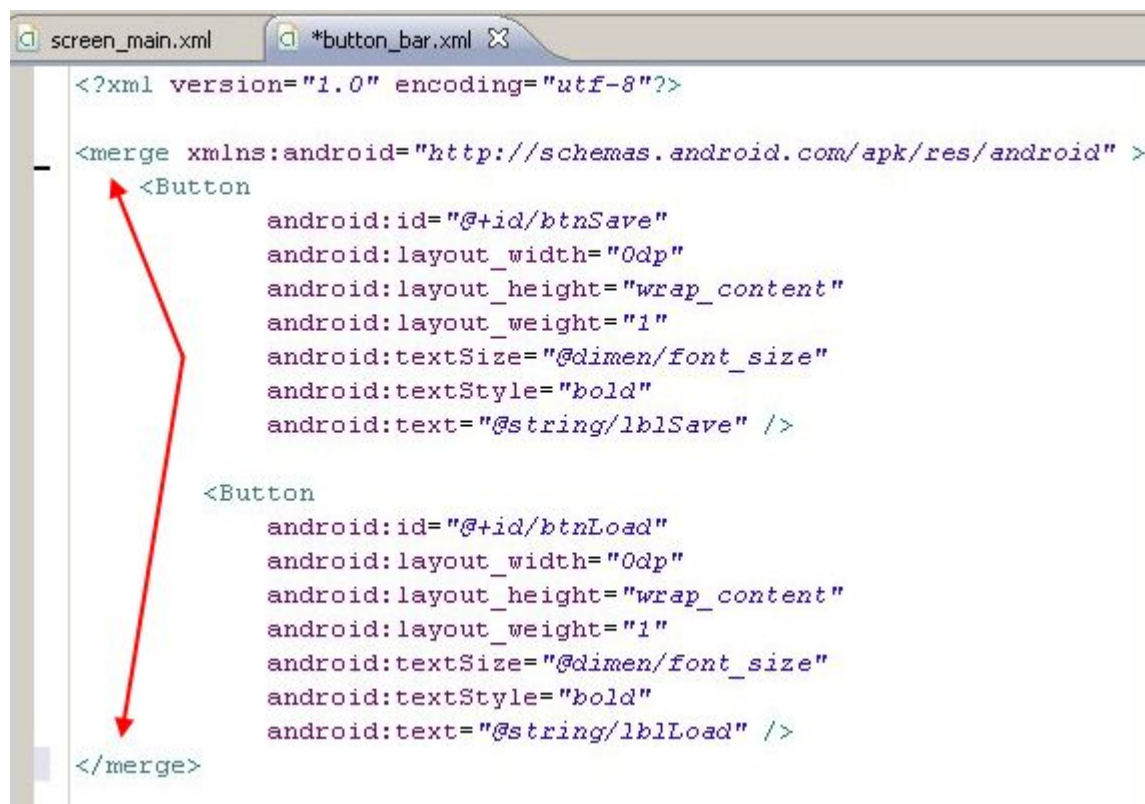 screen_main.xml *button_bar.xml
<?xml version="1.0" encoding="utf-8"?>
<merge xmlns:android="http://schemas.android.com/apk/res/android" >
<Button
android:id="@+id/btnSave"
android:layout_width="0dp"
android:layout_height="wrap_content"
android:layout_weight="1"
android:textSize="@dimen/font_size"
android:textStyle="bold"
android:text="@string/lblSave" />
<Button
android:id="@+id/btnLoad"
android:layout_width="0dp"
android:layout_height="wrap_content"
android:layout_weight="1"
android:textSize="@dimen/font_size"
android:textStyle="bold"
android:text="@string/lblLoad" />
</merge>